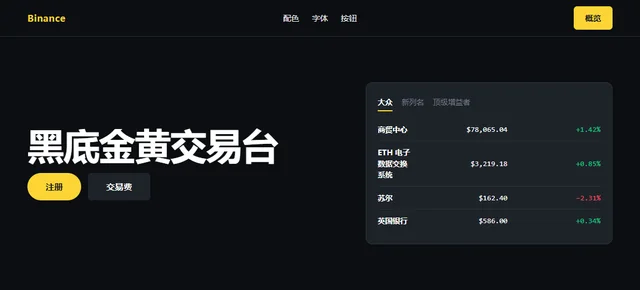 Binance
配色 字体 按钮
概览
黑底金黄交易台
注册
交易费
大众 新列名 顶级增益者
商贸中心 $78,065.04 +1.42%
ETH 电子
数据交换 $3,219.18 +0.85%
系统
苏尔 $162.40 -2.31%
英国银行 $586.00 +0.34%